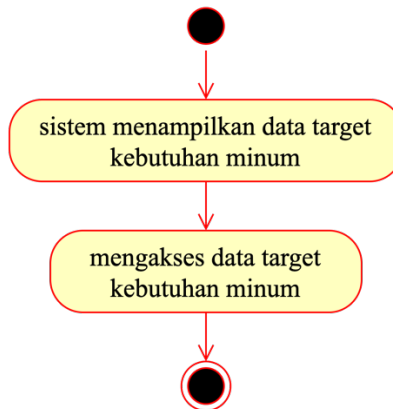 sistem menampilkan data target
kebutuhan minum
mengakses data target
kebutuhan minum